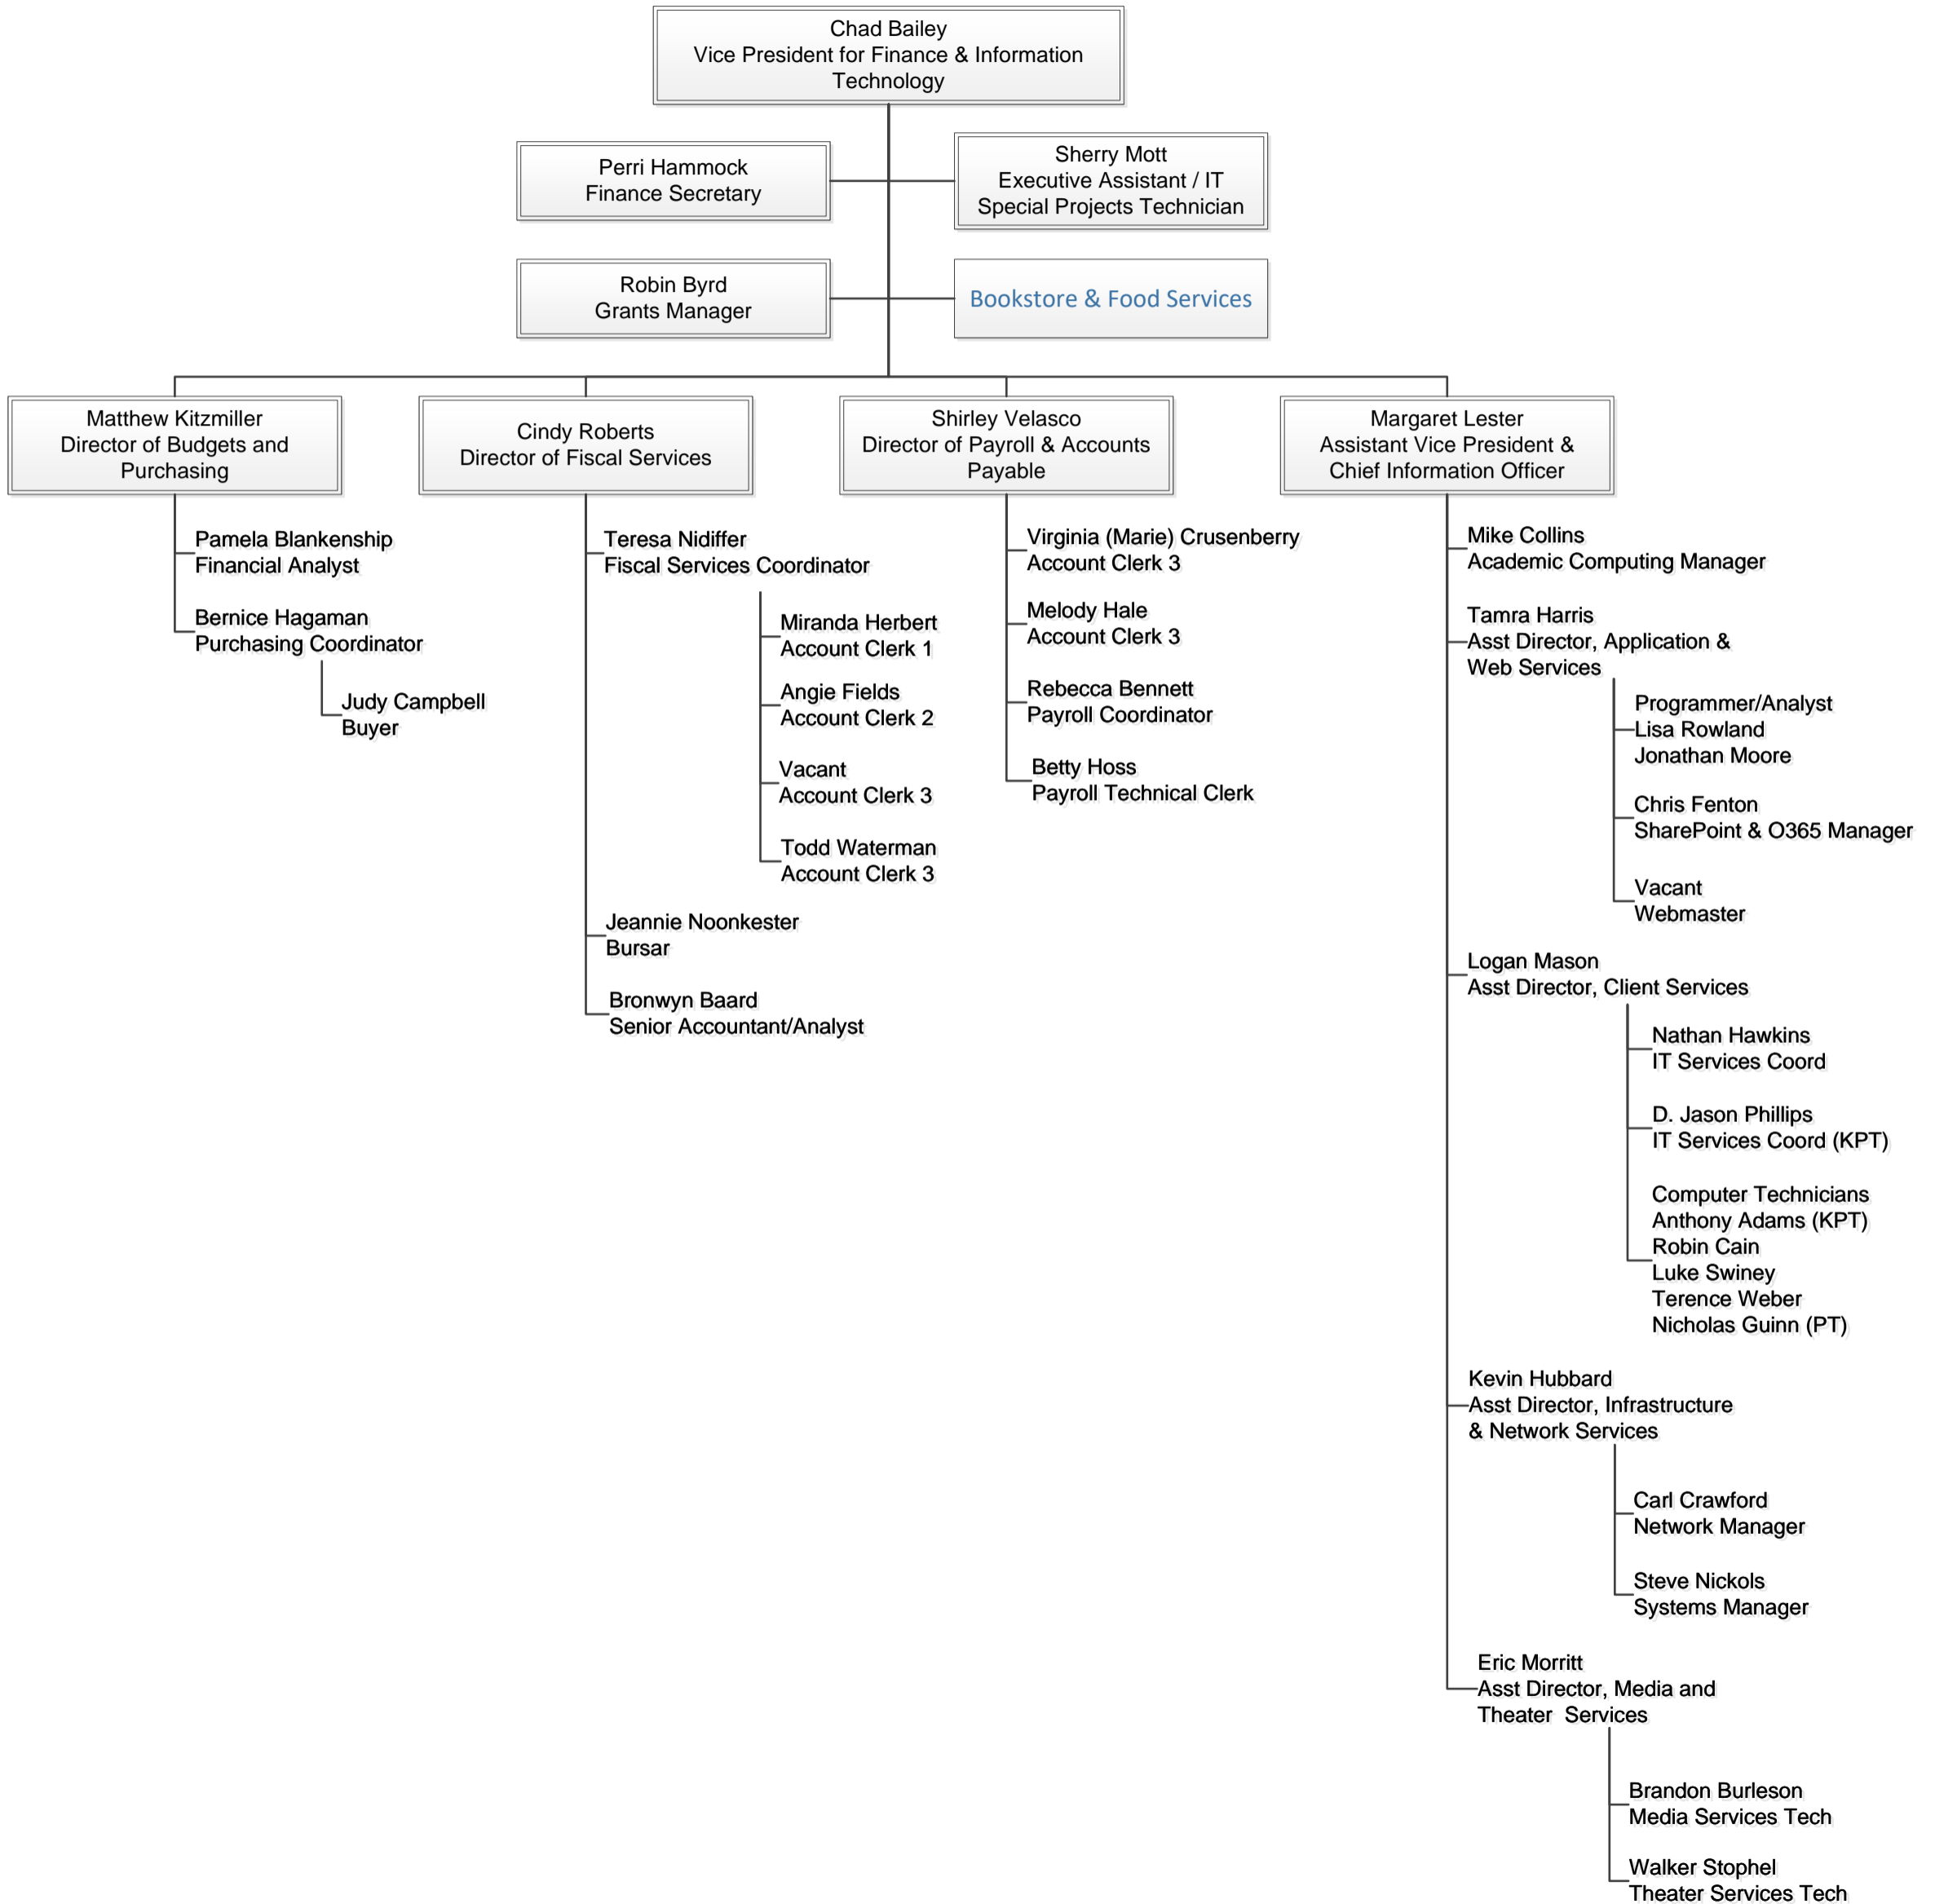 Chad Bailey
Vice President for Finance & Information
Technology
Perri Hammock
Finance Secretary
Sherry Mott
Executive Assistant / IT
Special Projects Technician
Robin Byrd
Grants Manager
Bookstore & Food Services
Matthew Kitzmiller
Director of Budgets and
Purchasing
Pamela Blankenship
Financial Analyst
Bernice Hagaman
Purchasing Coordinator
Judy Campbell
Buyer
Cindy Roberts
Director of Fiscal Services
Teresa Nidiffer
Fiscal Services Coordinator
Miranda Herbert
Account Clerk 1
Angie Fields
Account Clerk 2
Vacant
Account Clerk 3
Todd Waterman
Account Clerk 3
Jeannie Noonkester
Bursar
Bronwyn Baard
Senior Accountant/Analyst
Shirley Velasco
Director of Payroll & Accounts
Payable
Virginia (Marie) Crusenberry
Account Clerk 3
Melody Hale
Account Clerk 3
Rebecca Bennett
Payroll Coordinator
Betty Hoss
Payroll Technical Clerk
Margaret Lester
Assistant Vice President &
Chief Information Officer
Mike Collins
Academic Computing Manager
Tamra Harris
Asst Director, Application &
Web Services
Programmer/Analyst
Lisa Rowland
Jonathan Moore
Chris Fenton
SharePoint & O365 Manager
Vacant
Webmaster
Logan Mason
Asst Director, Client Services
Nathan Hawkins
IT Services Coord
D. Jason Phillips
IT Services Coord (KPT)
Computer Technicians
Anthony Adams (KPT)
Robin Cain
Luke Swiney
Terence Weber
Nicholas Guinn (PT)
Kevin Hubbard
Asst Director, Infrastructure
& Network Services
Carl Crawford
Network Manager
Steve Nickols
Systems Manager
Eric Morritt
Asst Director, Media and
Theater  Services
Brandon Burleson
Media Services Tech
Walker Stophel
Theater Services Tech